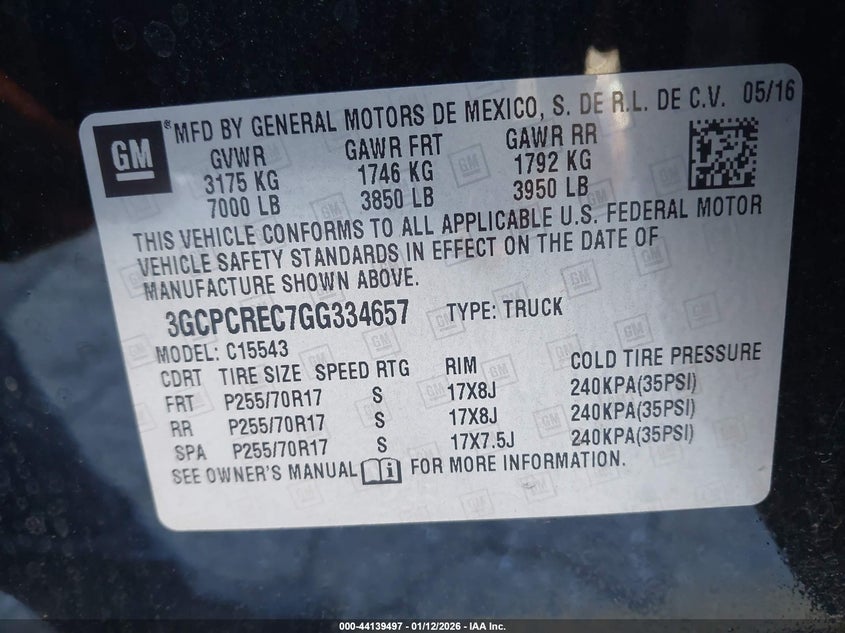 GM
®MFD BY GENERAL MOTORS DE MEXICO, S. DE R.L. DE C.V. 05/16
GVWR GAWR FRT GAWR RR
3175 KG 1746 KG 1792 KG
7000 LB 3850 LB 3950 LB
THIS VEHICLE CONFORMS TO ALL APPLICABLE U.S. FEDERAL MOTOR
VEHICLE SAFETY STANDARDS IN EFFECT ON THE DATE OF
MANUFACTURE SHOWN ABOVE.
3GCPCREC7GG334657 TYPE: TRUCK
MODEL: C15543
CDRT TIRE SIZE SPEED RTG RIM COLD TIRE PRESSURE
FRT P255/70R17 S 17X8J 240KPA(35PSI)
RR P255/70R17 S 17X8J 240KPA(35PSI)
SPA P255/70R17 S 17X7.5J 240KPA(35PSI)
SEE OWNER'S MANUAL i FOR MORE INFORMATION.
000-44139497 - 01/12/2026 - IAA Inc.